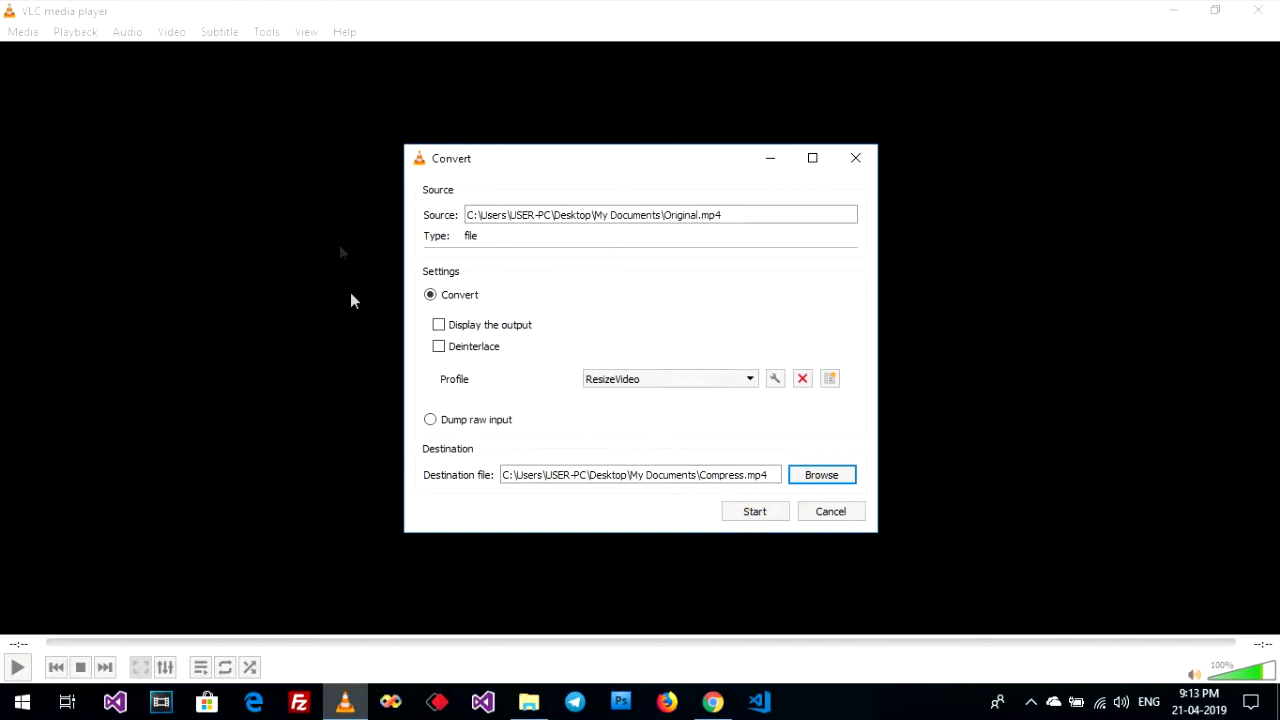 VLC media player
Media Playback Audio Video Subtitle Tools View Help
Convert
Source
Source: C:\Users\USER-PC\Desktop\My Documents\Original.mp4
Type: file
Settings
Convert
Display the output
Deinterlace
Profile ResizeVideo
Dump raw input
Destination
Destination file: C:\Users\USER-PC\Desktop\My Documents\Compress.mp4 Browse
Start Cancel
--:-- --:--
100%
Fz Ps ENG 9:13 PM
21-04-2019